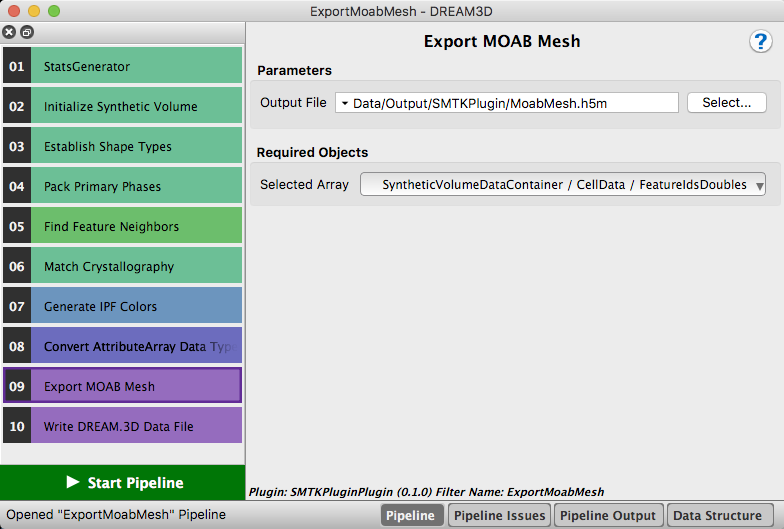 ExportMoabMesh - DREAM3D
01 StatsGenerator
02 Initialize Synthetic Volume
03 Establish Shape Types
04 Pack Primary Phases
05 Find Feature Neighbors
06 Match Crystallography
07 Generate IPF Colors
08 Convert AttributeArray Data Type
09 Export MOAB Mesh
10 Write DREAM.3D Data File
Start Pipeline
Export MOAB Mesh
?
Parameters
Output File Data/Output/SMTKPlugin/MoabMesh.h5m Select...
Required Objects
Selected Array SyntheticVolumeDataContainer / CellData / FeatureIdsDoubles
Plugin: SMTKPluginPlugin (0.1.0) Filter Name: ExportMoabMesh
Opened "ExportMoabMesh" Pipeline
Pipeline Pipeline Issues Pipeline Output Data Structure